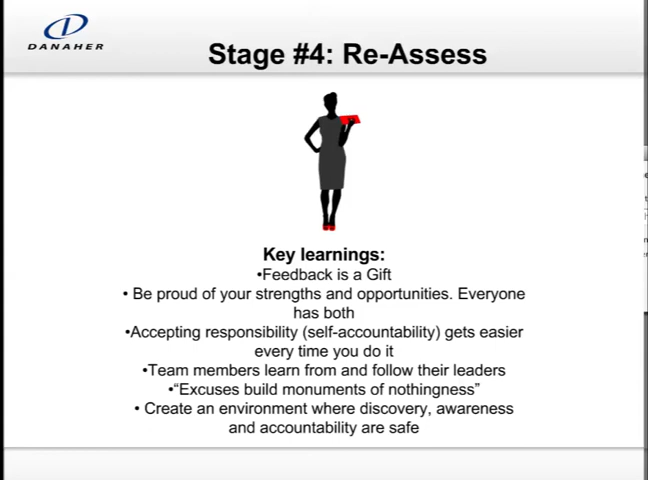 DANAHER
Stage #4: Re-Assess
Key learnings:
•Feedback is a Gift
• Be proud of your strengths and opportunities. Everyone
has both
•Accepting responsibility (self-accountability) gets easier
every time you do it
•Team members learn from and follow their leaders
•“Excuses build monuments of nothingness”
• Create an environment where discovery, awareness
and accountability are safe